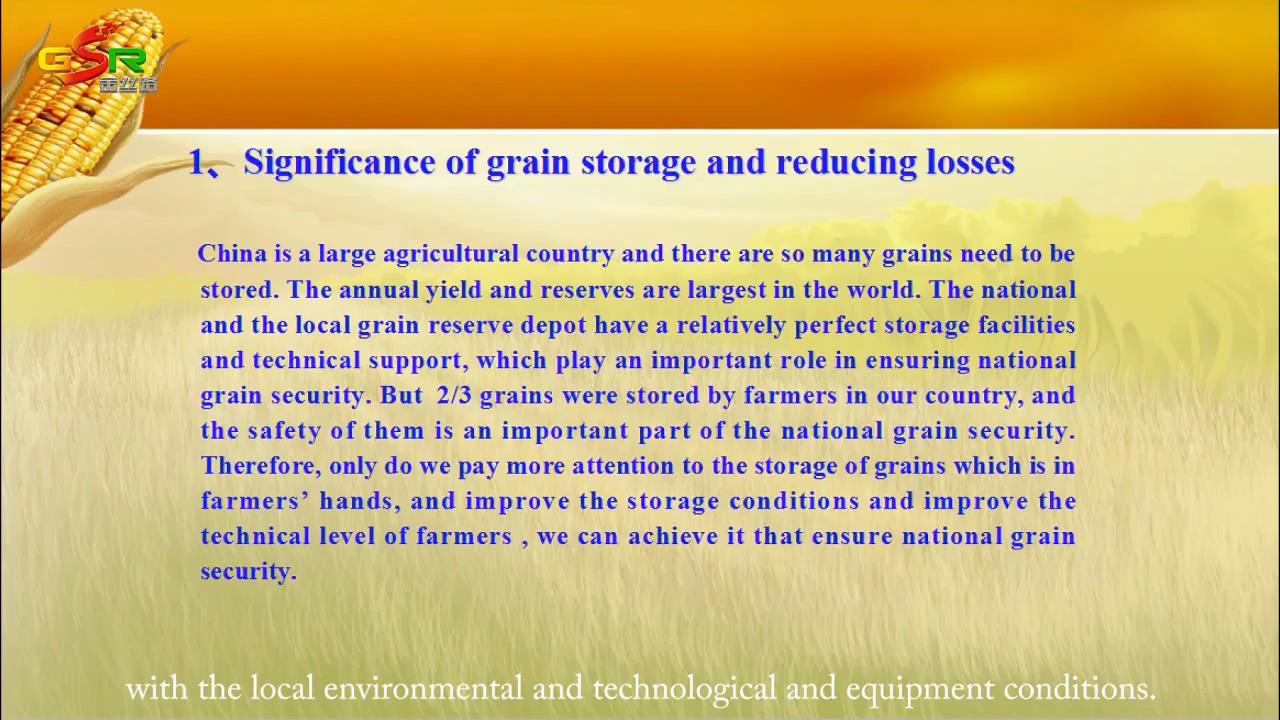 GSR
金丝路
1、 Significance of grain storage and reducing losses
China is a large agricultural country and there are so many grains need to be
stored. The annual yield and reserves are largest in the world. The national
and the local grain reserve depot have a relatively perfect storage facilities
and technical support, which play an important role in ensuring national
grain security. But 2/3 grains were stored by farmers in our country, and
the safety of them is an important part of the national grain security.
Therefore, only do we pay more attention to the storage of grains which is in
farmers’ hands, and improve the storage conditions and improve the
technical level of farmers , we can achieve it that ensure national grain
security.
with the local environmental and technological and equipment conditions.